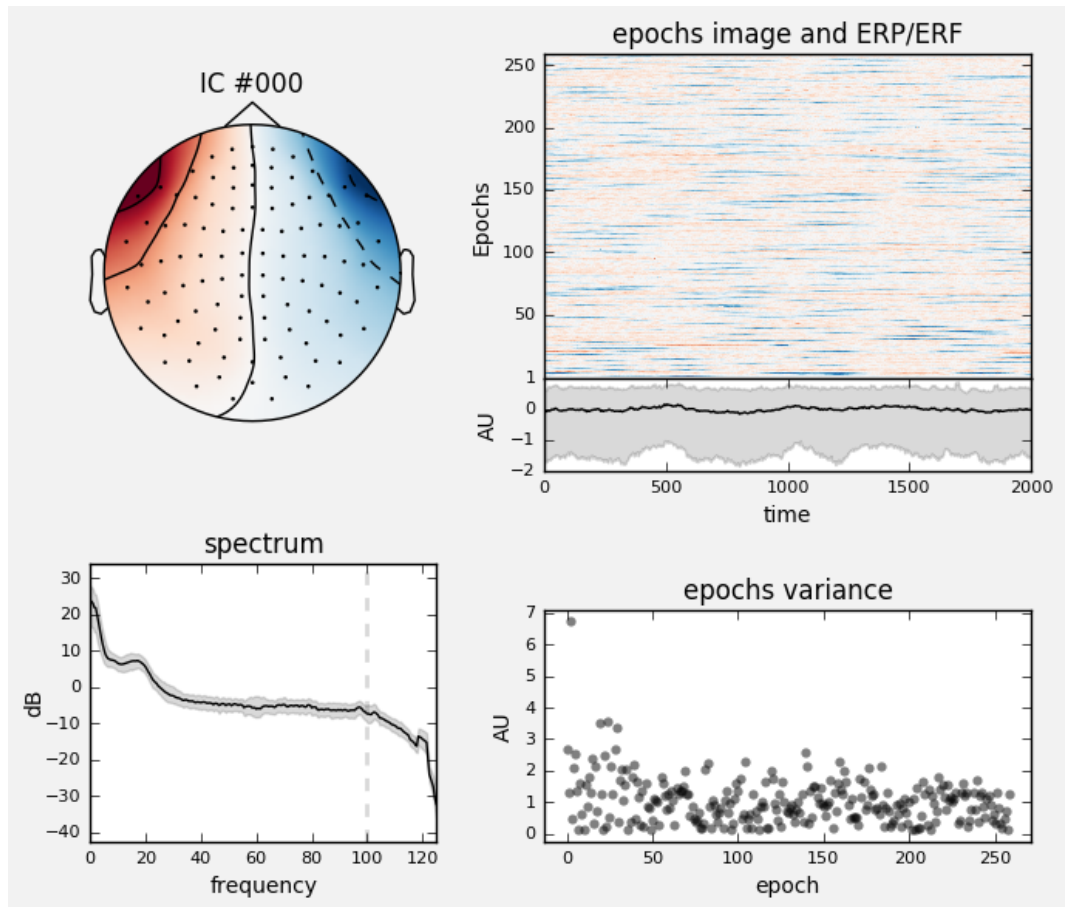 IC #000
epochs image and ERP/ERF
250
200
150
100
50
Epochs
1
0
−1
−2
AU
0 500 1000 1500 2000
time
spectrum
30
20
10
0
−10
−20
−30
−40
dB
0 20 40 60 80 100 120
frequency
epochs variance
7
6
5
4
3
2
1
0
AU
0 50 100 150 200 250
epoch